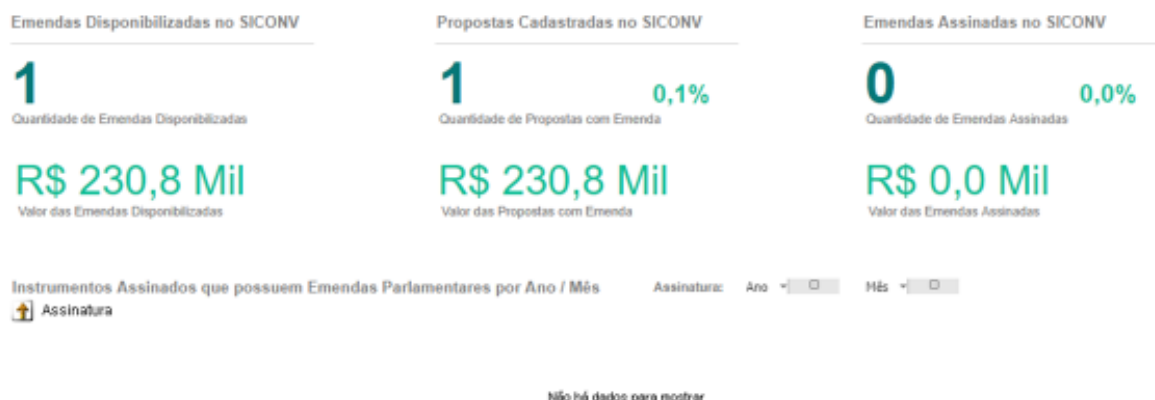 Emendas Disponibilizadas no SICONV
Propostas Cadastradas no SICONV
Emendas Assinadas no SICONV
1
Quantidade de Emendas Disponibilizadas
1
0,1%
Quantidade de Propostas com Emenda
0
0,0%
Quantidade de Emendas Assinadas
R$ 230,8 Mil
Valor das Emendas Disponibilizadas
R$ 230,8 Mil
Valor das Propostas com Emenda
R$ 0,0 Mil
Valor das Emendas Assinadas
Instrumentos Assinados que possuem Emendas Parlamentares por Ano / Mês
Assinatura: Ano Mês
Assinatura
Não há dados para mostrar